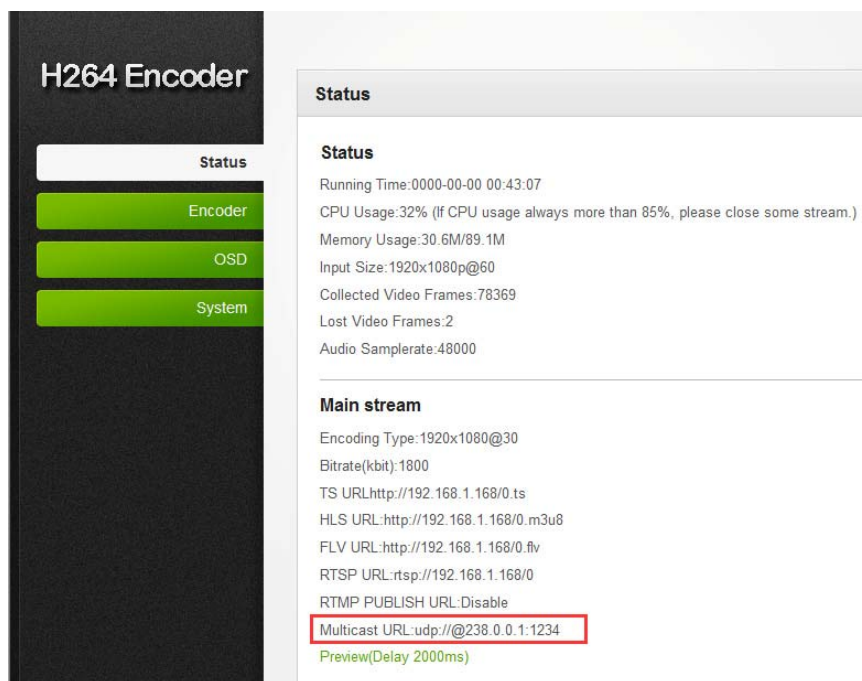 H264 Encoder
Status
Encoder
OSD
System
Status
Status
Running Time:0000-00-00 00:43:07
CPU Usage:32% (If CPU usage always more than 85%, please close some stream.)
Memory Usage:30.6M/89.1M
Input Size:1920x1080p@60
Collected Video Frames:78369
Lost Video Frames:2
Audio Samplerate:48000
Main stream
Encoding Type:1920x1080@30
Bitrate(kbit):1800
TS URLhttp://192.168.1.168/0.ts
HLS URL:http://192.168.1.168/0.m3u8
FLV URL:http://192.168.1.168/0.flv
RTSP URL:rtsp://192.168.1.168/0
RTMP PUBLISH URL:Disable
Multicast URL:udp://@238.0.0.1:1234
Preview(Delay 2000ms)